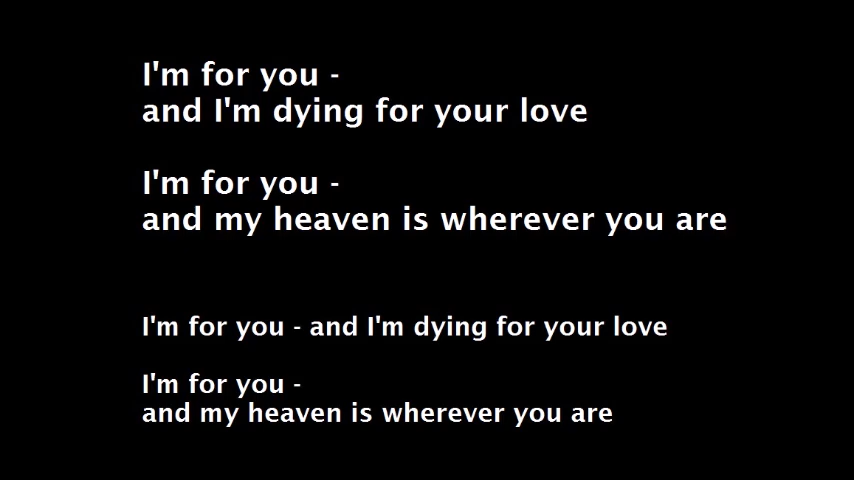 I'm for you -
and I'm dying for your love
I'm for you -
and my heaven is wherever you are
I'm for you - and I'm dying for your love
I'm for you -
and my heaven is wherever you are